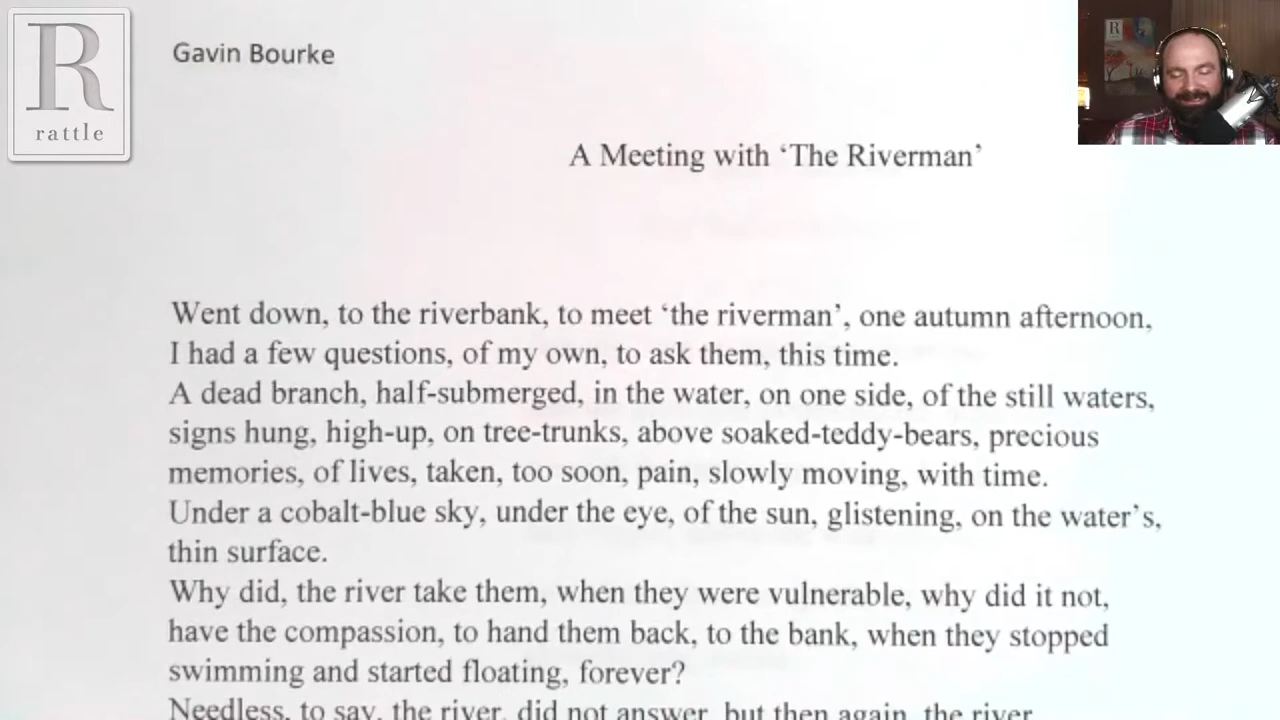 R
rattle
Gavin Bourke
A Meeting with ‘The Riverman’
Went down, to the riverbank, to meet ‘the riverman’, one autumn afternoon,
I had a few questions, of my own, to ask them, this time.
A dead branch, half-submerged, in the water, on one side, of the still waters,
signs hung, high-up, on tree-trunks, above soaked-teddy-bears, precious
memories, of lives, taken, too soon, pain, slowly moving, with time.
Under a cobalt-blue sky, under the eye, of the sun, glistening, on the water’s,
thin surface.
Why did, the river take them, when they were vulnerable, why did it not,
have the compassion, to hand them back, to the bank, when they stopped
swimming and started floating, forever?
Needless, to say, the river, did not answer, but then again, the river